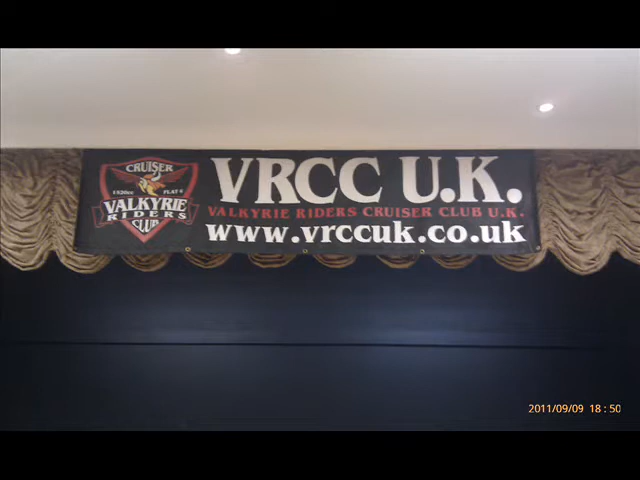 CRUISER
1520cc FLAT 6
VALKYRIE
RIDERS
CLUB
VRCC U.K.
VALKYRIE RIDERS CRUISER CLUB U.K.
www.vrccuk.co.uk
2011/09/09 18:50